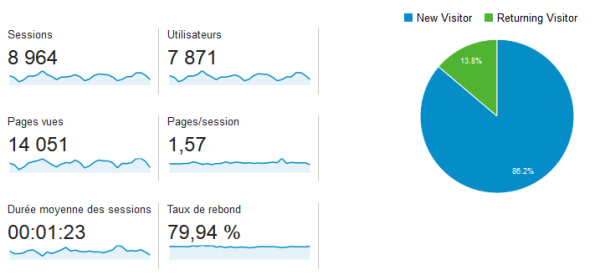 Sessions
8 964
Utilisateurs
7 871
Pages vues
14 051
Pages/session
1,57
Durée moyenne des sessions
00:01:23
Taux de rebond
79,94 %
New Visitor
Returning Visitor
13.8%
86.2%